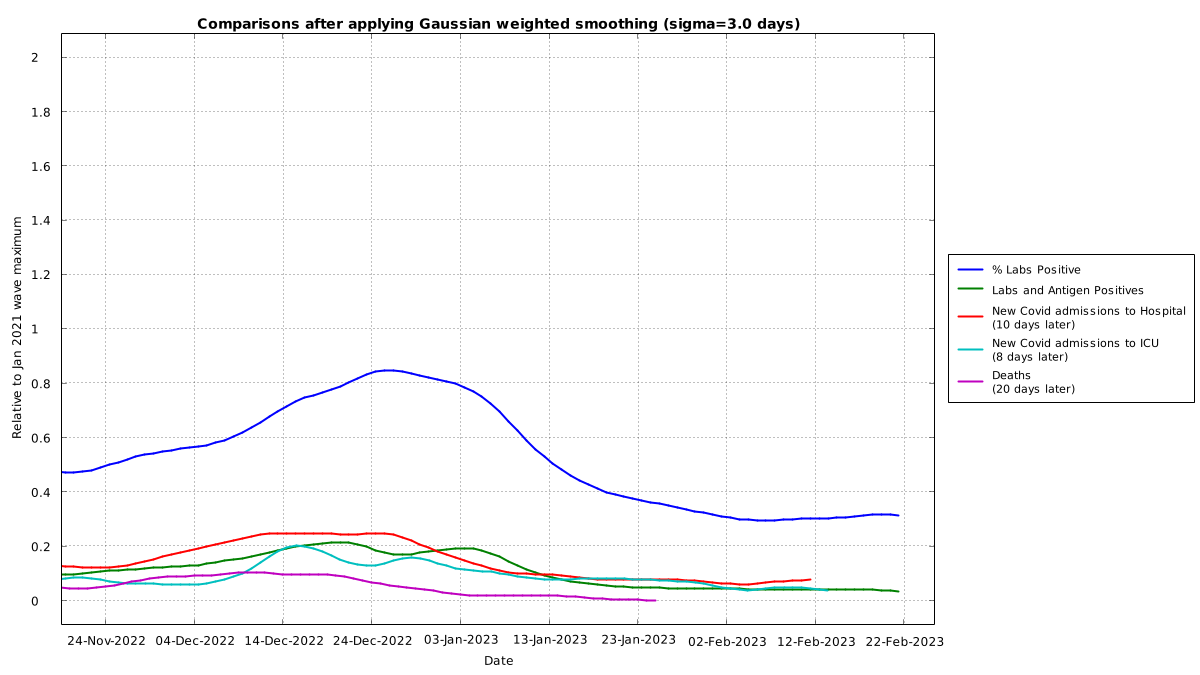 Comparisons after applying Gaussian weighted smoothing (sigma=3.0 days)
Relative to Jan 2021 wave maximum
2
1.8
1.6
1.4
1.2
1
0.8
0.6
0.4
0.2
0
24-Nov-2022 04-Dec-2022 14-Dec-2022 24-Dec-2022 03-Jan-2023 13-Jan-2023 23-Jan-2023 02-Feb-2023 12-Feb-2023 22-Feb-2023
Date
% Labs Positive
Labs and Antigen Positives
New Covid admissions to Hospital
(10 days later)
New Covid admissions to ICU
(8 days later)
Deaths
(20 days later)